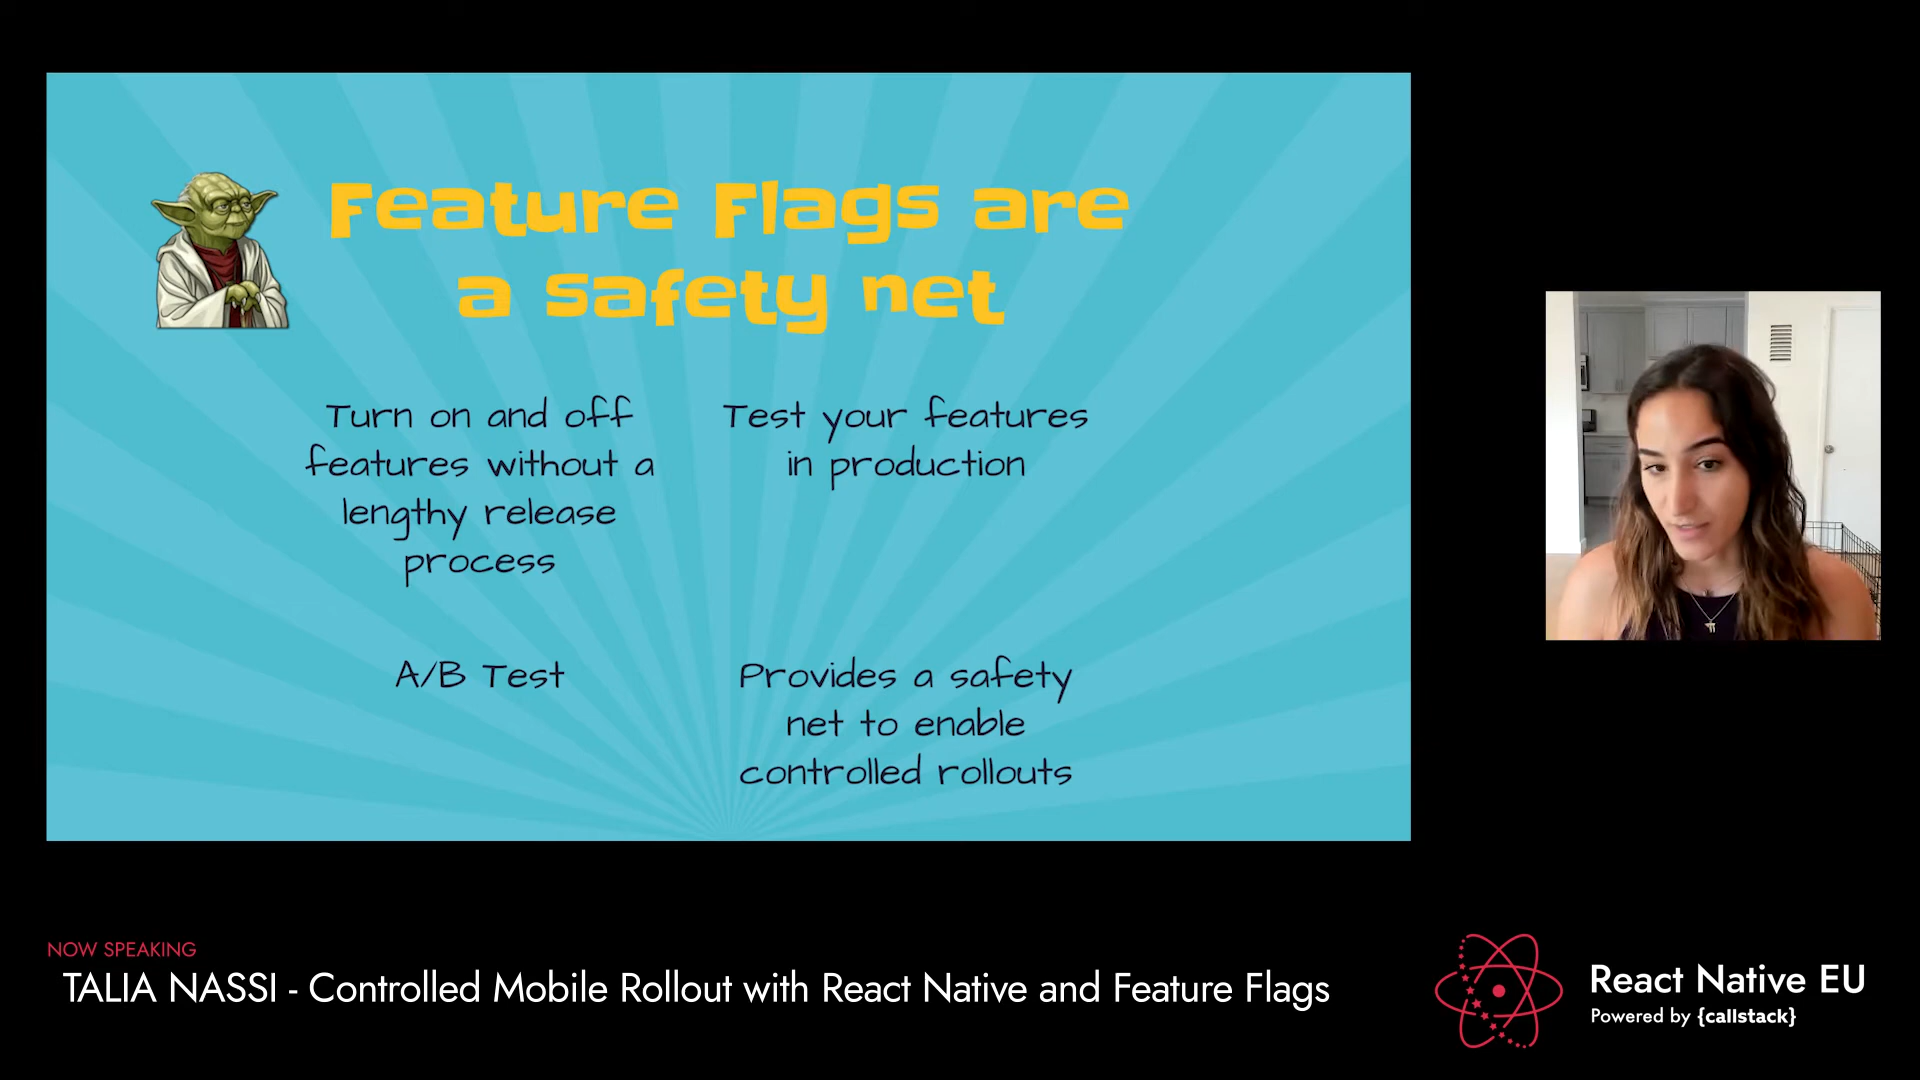 Feature Flags are
a safety net
Turn on and off
features without a
lengthy release
process
Test your features
in production
A/B Test
Provides a safety
net to enable
controlled rollouts
NOW SPEAKING
TALIA NASSI - Controlled Mobile Rollout with React Native and Feature Flags
React Native EU
Powered by {callstack}